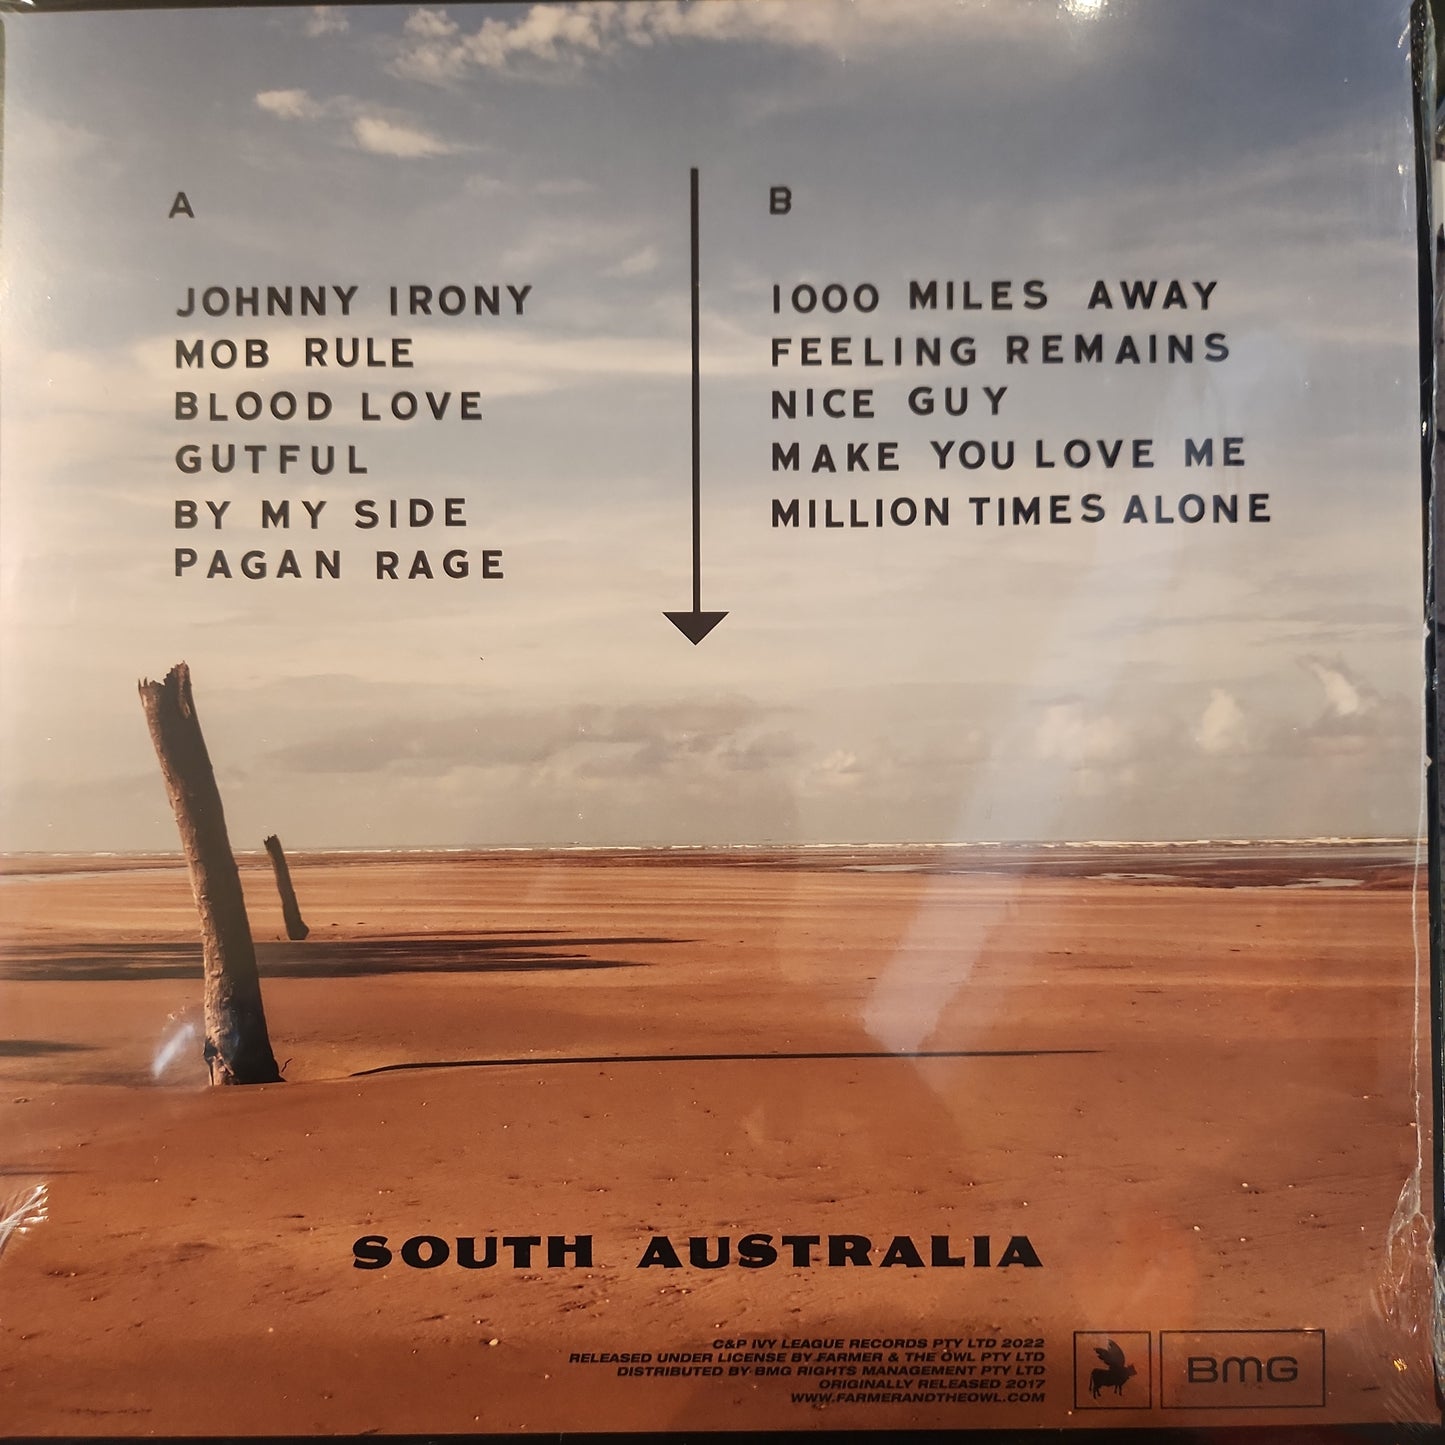 A
JOHNNY IRONY
MOB RULE
BLOOD LOVE
GUTFUL
BY MY SIDE
PAGAN RAGE
B
1000 MILES AWAY
FEELING REMAINS
NICE GUY
MAKE YOU LOVE ME
MILLION TIMES ALONE
SOUTH AUSTRALIA
C&P IVY LEAGUE RECORDS PTY LTD 2022
RELEASED UNDER LICENSE BY FARMER & THE OWL PTY LTD
DISTRIBUTED BY BMG RIGHTS MANAGEMENT PTY LTD
ORIGINALLY RELEASED 2017
WWW.FARMERANDTHEOWL.COM
BMG